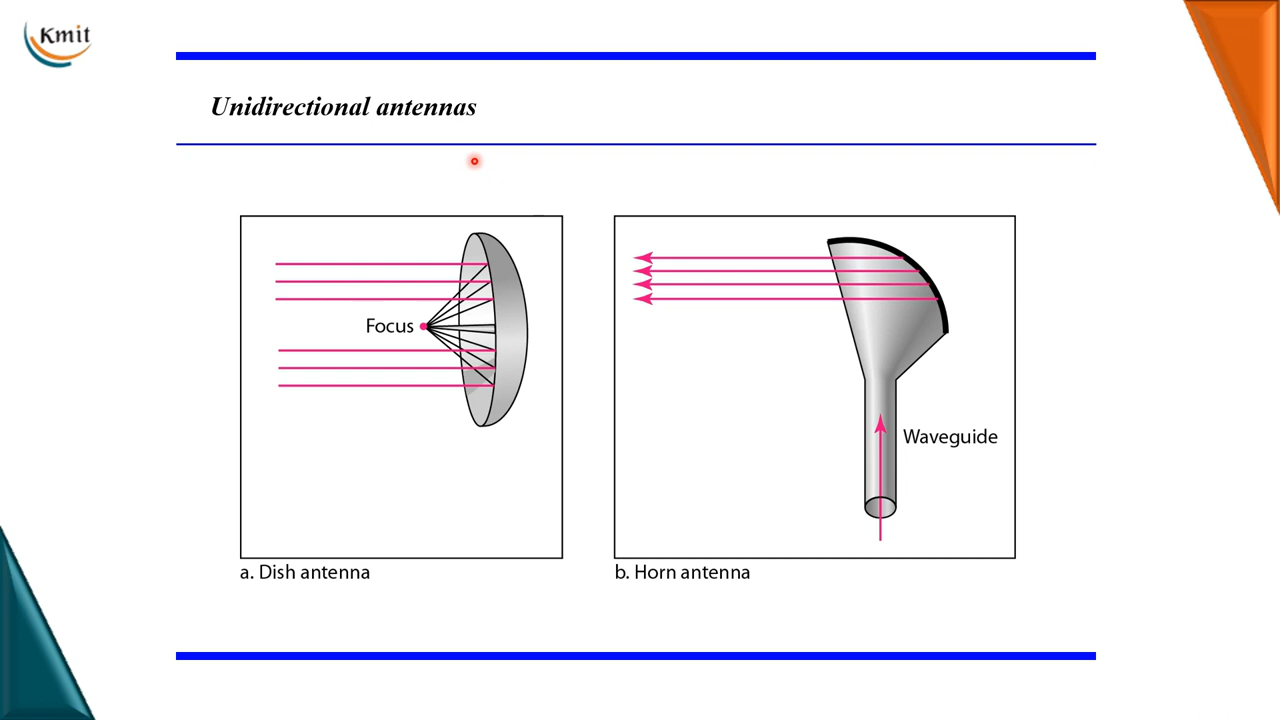 Kmit
Unidirectional antennas
Focus
Waveguide
a. Dish antenna
b. Horn antenna